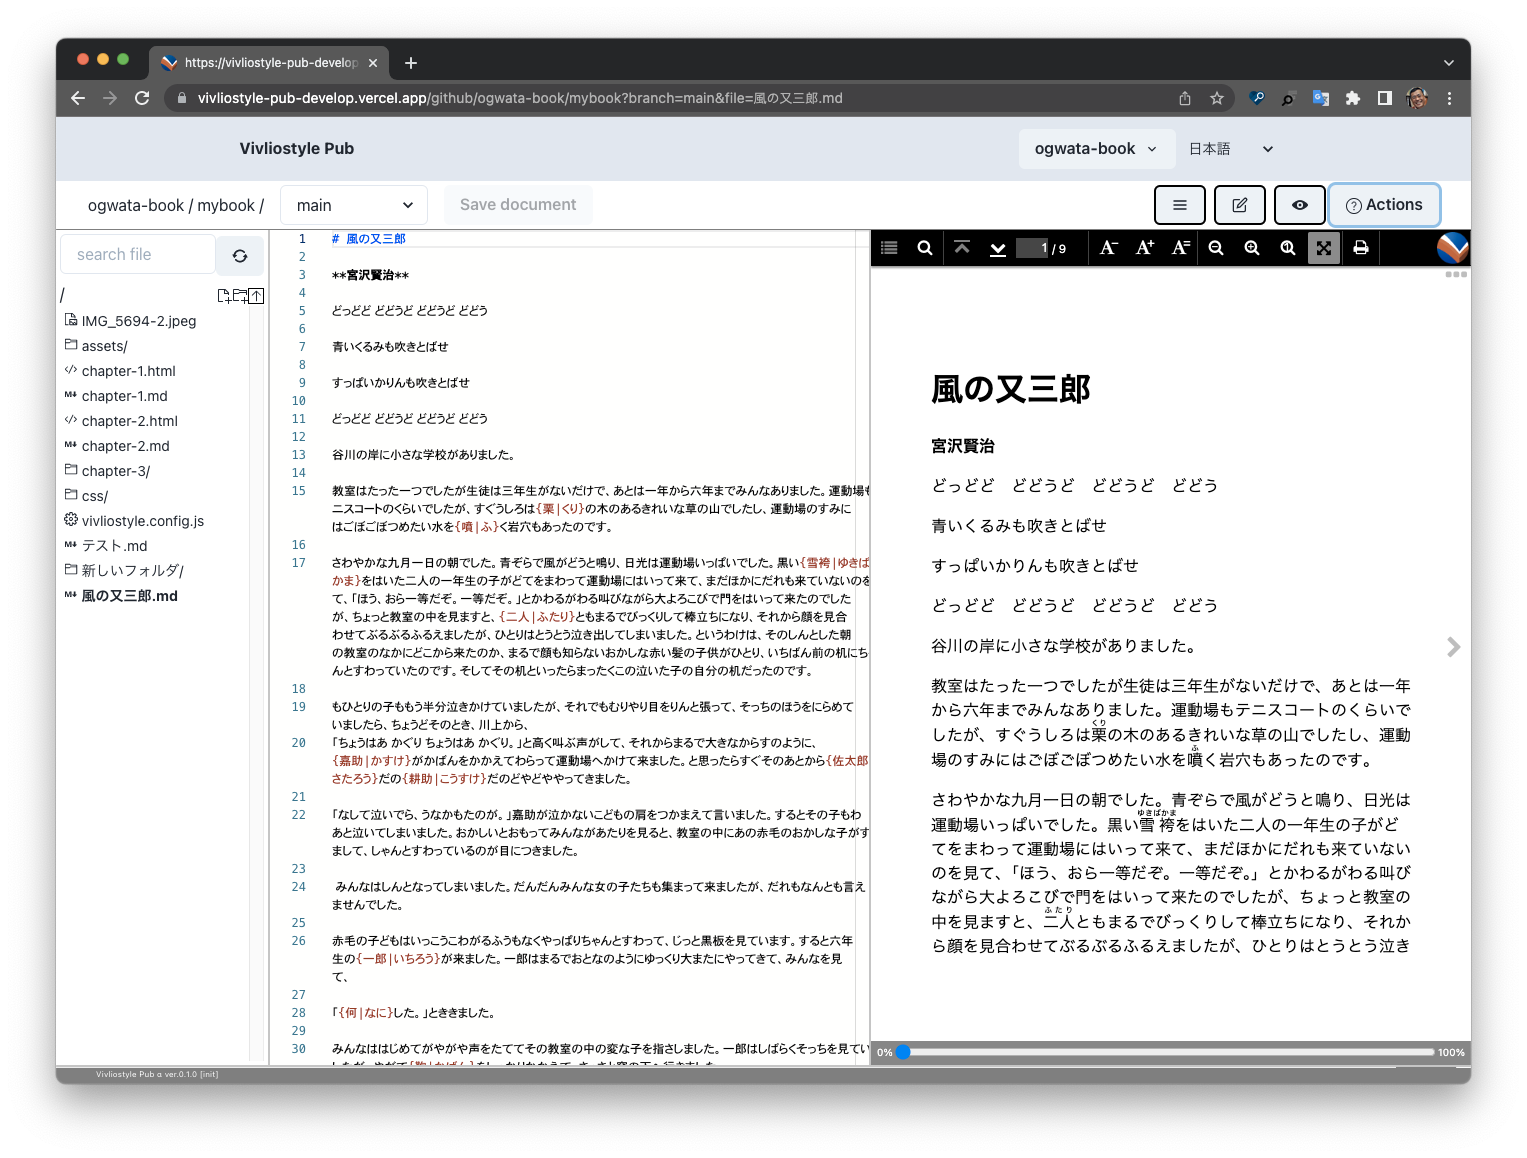 https://vivliostyle-pub-develop
vivliostyle-pub-develop.vercel.app/github/ogwata-book/mybook?branch=main&file=風の又三郎.md
Vivliostyle Pub
ogwata-book
日本語
ogwata-book / mybook /
main
Save document
Actions
search file
/
IMG_5694-2.jpeg
assets/
chapter-1.html
chapter-1.md
chapter-2.html
chapter-2.md
chapter-3/
css/
vivliostyle.config.js
テスト.md
新しいフォルダ/
風の又三郎.md
1 # 風の又三郎
2
3 **宮沢賢治**
4
5 どっどど どどうど どどうど どどう
6
7 青いくるみも吹きとばせ
8
9 すっぱいかりんも吹きとばせ
10
11 どっどど どどうど どどうど どどう
12
13 谷川の岸に小さな学校がありました。
14
15 教室はたった一つでしたが生徒は三年生がないだけで、あとは一年から六年までみんなありました。運動場も
ニスコートのくらいでしたが、すぐうしろは{栗|くり}の木のあるきれいな草の山でしたし、運動場のすみに
はごぼごぼつめたい水を{噴|ふ}く岩穴もあったのです。
16
17 さわやかな九月一日の朝でした。青ぞらで風がどうと鳴り、日光は運動場いっぱいでした。黒い{雪袴|ゆきば
かま}をはいた二人の一年生の子がどてをまわって運動場にはいって来て、まだほかにだれも来ていないのを
て、「ほう、おら一等だぞ。一等だぞ。」とかわるがわる叫びながら大よろこびで門をはいって来たのでした
が、ちょっと教室の中を見ますと、{二人|ふたり}ともまるでびっくりして棒立ちになり、それから顔を見合
わせてぶるぶるふるえましたが、ひとりはとうとう泣き出してしまいました。というわけは、そのしんとした朝
の教室のなかにどこから来たのか、まるで顔も知らないおかしな赤い髪の子供がひとり、いちばん前の机にち
んとすわっていたのです。そしてその机といったらまったくこの泣いた子の自分の机だったのです。
18
19 もひとりの子ももう半分泣きかけていましたが、それでもむりやり目をりんと張って、そっちのほうをにらめて
いましたら、ちょうどそのとき、川上から、
20 「ちょうはあ かぐり ちょうはあ かぐり。」と高く叫ぶ声がして、それからまるで大きなからすのように、
{嘉助|かすけ}がかばんをかかえてわらって運動場へかけて来ました。と思ったらすぐそのあとから{佐太郎
さたろう}だの{耕助|こうすけ}だのどやどややってきました。
21
22 「なして泣いでら、うなかもたのが。」嘉助が泣かないこどもの肩をつかまえて言いました。するとその子もわ
あと泣いてしまいました。おかしいとおもってみんながあたりを見ると、教室の中にあの赤毛のおかしな子がす
まして、しゃんとすわっているのが目につきました。
23
24 みんなはしんとなってしまいました。だんだんみんな女の子たちも集まって来ましたが、だれもなんとも言え
ませんでした。
25
26 赤毛の子どもはいっこうこわがるふうもなくやっぱりちゃんとすわって、じっと黒板を見ています。すると六年
生の{一郎|いちろう}が来ました。一郎はまるでおとなのようにゆっくり大またにやってきて、みんなを見
て、
27
28 「{何|なに}した。」とききました。
29
30 みんなははじめてがやがや声をたててその教室の中の変な子を指さしました。一郎はしばらくそっちを見てい
1 / 9
A− A+ A=
風の又三郎
宮沢賢治
どっどど　どどうど　どどうど　どどう
青いくるみも吹きとばせ
すっぱいかりんも吹きとばせ
どっどど　どどうど　どどうど　どどう
谷川の岸に小さな学校がありました。
教室はたった一つでしたが生徒は三年生がないだけで、あとは一年
から六年までみんなありました。運動場もテニスコートのくらいで
くり
したが、すぐうしろは栗の木のあるきれいな草の山でしたし、運動
ふ
場のすみにはごぼごぼつめたい水を噴く岩穴もあったのです。
さわやかな九月一日の朝でした。青ぞらで風がどうと鳴り、日光は
ゆきばかま
運動場いっぱいでした。黒い雪袴をはいた二人の一年生の子がど
てをまわって運動場にはいって来て、まだほかにだれも来ていない
のを見て、「ほう、おら一等だぞ。一等だぞ。」とかわるがわる叫び
ながら大よろこびで門をはいって来たのでしたが、ちょっと教室の
ふたり
中を見ますと、二人ともまるでびっくりして棒立ちになり、それか
ら顔を見合わせてぶるぶるふるえましたが、ひとりはとうとう泣き
0%
100%
Vivliostyle Pub α ver.0.1.0 [init]